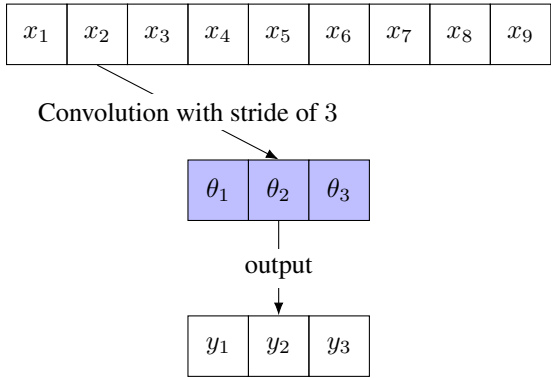 x₁ x₂ x₃ x₄ x₅ x₆ x₇ x₈ x₉
Convolution with stride of 3
θ₁ θ₂ θ₃
output
y₁ y₂ y₃